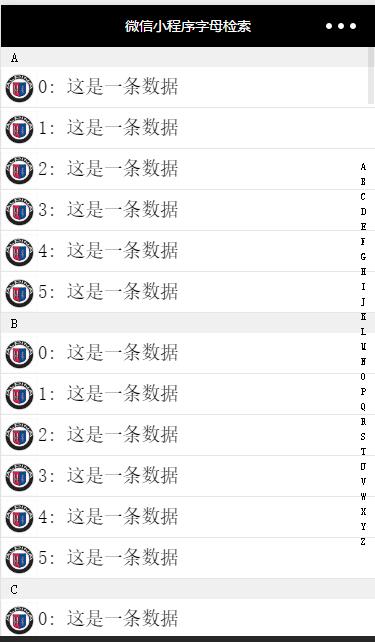 微信小程序字母检索
A
0: 这是一条数据
1: 这是一条数据
2: 这是一条数据
3: 这是一条数据
4: 这是一条数据
5: 这是一条数据
B
0: 这是一条数据
1: 这是一条数据
2: 这是一条数据
3: 这是一条数据
4: 这是一条数据
5: 这是一条数据
C
0: 这是一条数据
A
B
C
D
E
F
G
H
I
J
K
L
M
N
O
P
Q
R
S
T
U
V
W
X
Y
Z